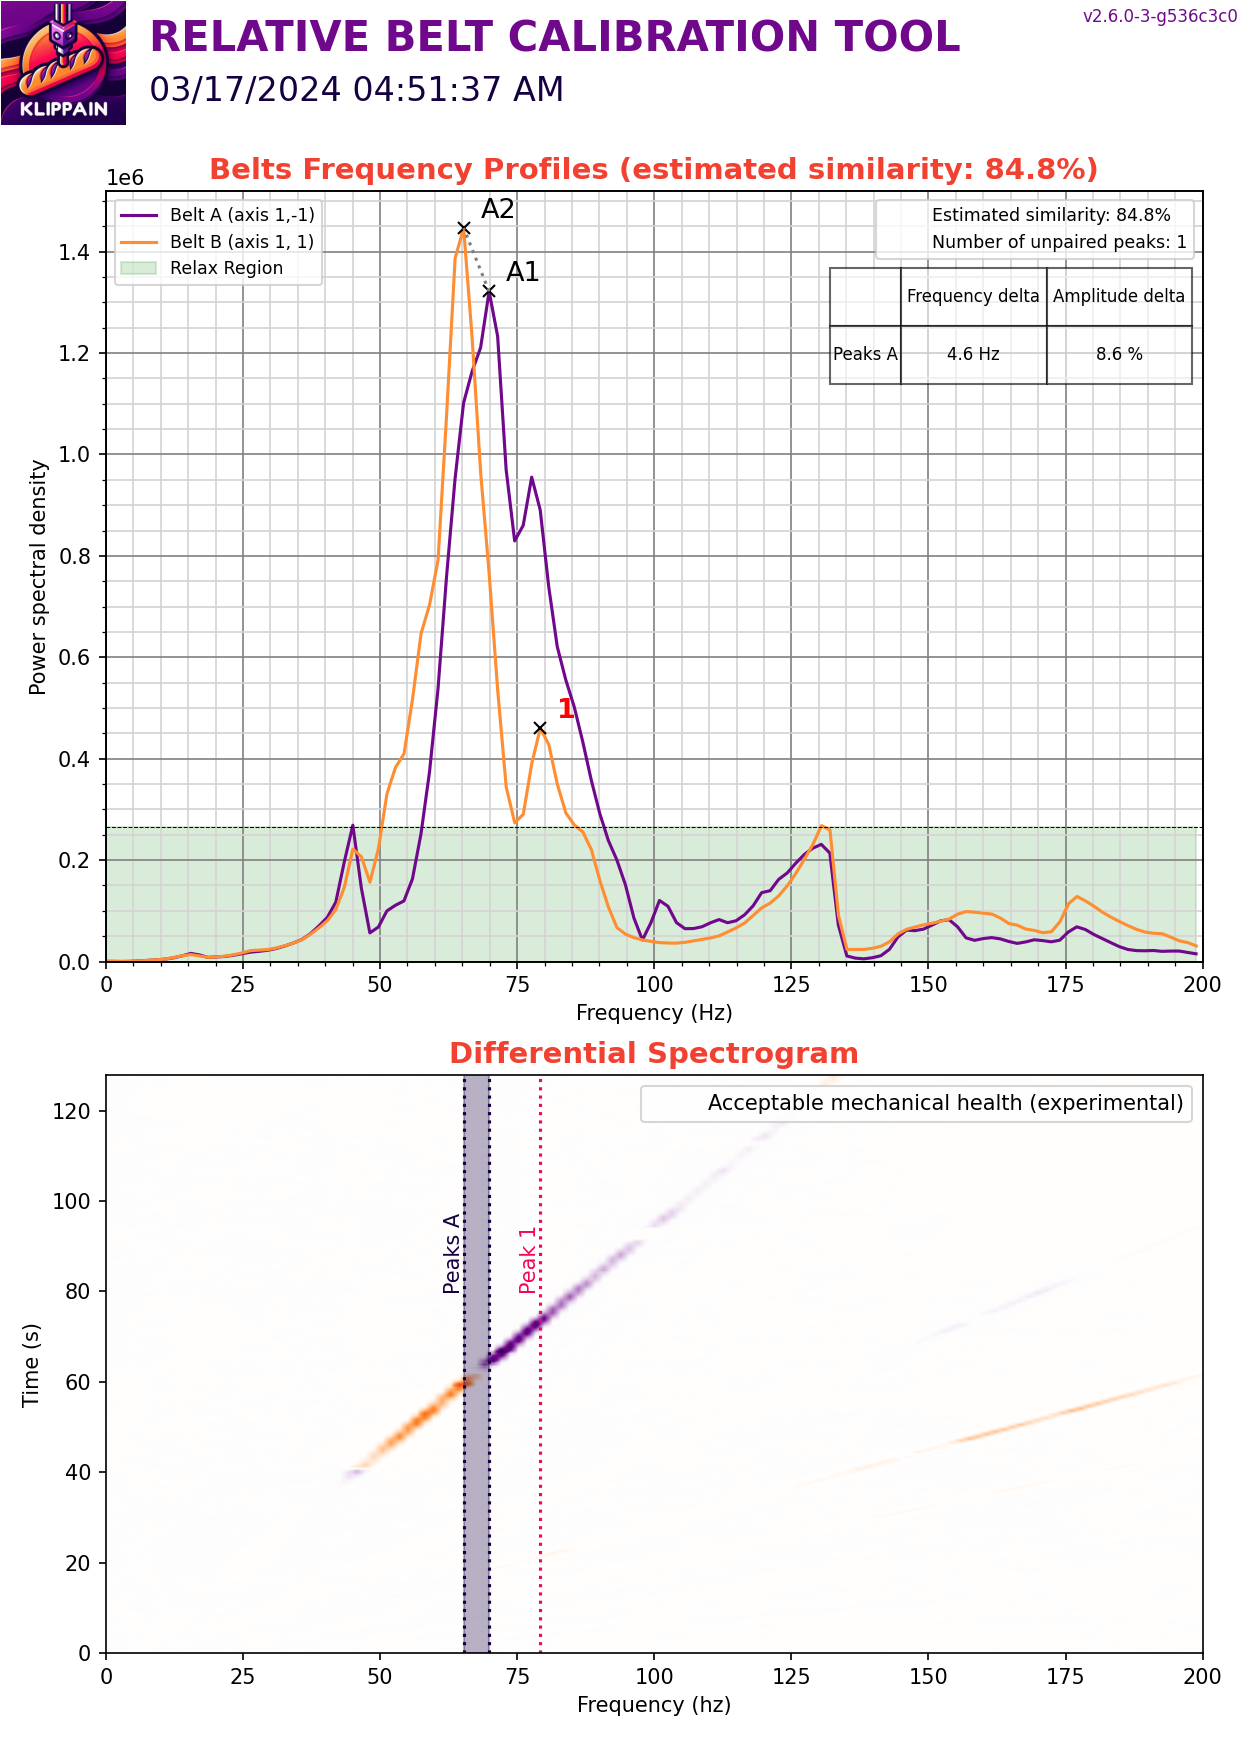 KLIPPAIN
RELATIVE BELT CALIBRATION TOOL
03/17/2024 04:51:37 AM
v2.6.0-3-g536c3c0
Belts Frequency Profiles (estimated similarity: 84.8%)
1e6
Belt A (axis 1,-1)
Belt B (axis 1, 1)
Relax Region
A2
A1
1
Estimated similarity: 84.8%
Number of unpaired peaks: 1
Frequency delta Amplitude delta
Peaks A 4.6 Hz 8.6 %
Power spectral density
1.4
1.2
1.0
0.8
0.6
0.4
0.2
0.0
0 25 50 75 100 125 150 175 200
Frequency (Hz)
Differential Spectrogram
Acceptable mechanical health (experimental)
Peaks A
Peak 1
Time (s)
120
100
80
60
40
20
0
0 25 50 75 100 125 150 175 200
Frequency (hz)